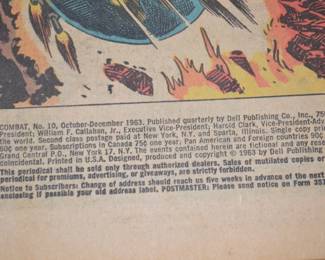 COMBAT, No. 10, October-December 1963. Published quarterly by Dell Publishing Co., Inc., 750
President; William F. Callahan, Jr., Executive Vice-President; Harold Clark, Vice-President-Adv
the world. Second class postage paid at New York, N.Y. and Sparta, Illinois. Single copy
one year. Subscriptions in Canada 75¢ one year. Pan American and Foreign countries 90¢
Grand Central P.O., New York 17, N.Y. The events contained herein are fictional and any
coincidental. Printed in U.S.A. Designed, produced and copyright © 1963 by Dell Publishing
This periodical shall be sold only through authorized dealers. Sales of mutilated copies or
periodical for premiums, advertising, or giveaways, are strictly forbidden.
Notice to Subscribers: Change of address should reach us five weeks in advance of the next
enclosing if possible your old address label. POSTMASTER: Please send notice on Form